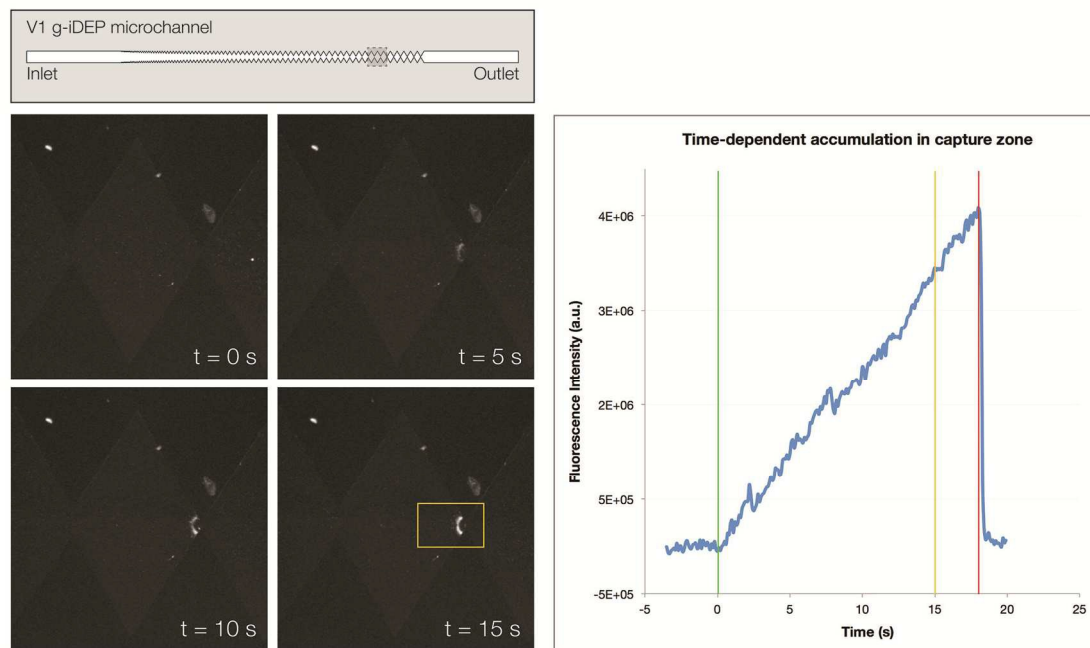 V1 g-iDEP microchannel
Inlet
Outlet
t = 0 s
t = 5 s
t = 10 s
t = 15 s
Time-dependent accumulation in capture zone
Fluorescence Intensity (a.u.)
4E+06
3E+06
2E+06
5E+05
-5E+05
-5
0
5
10
15
20
25
Time (s)